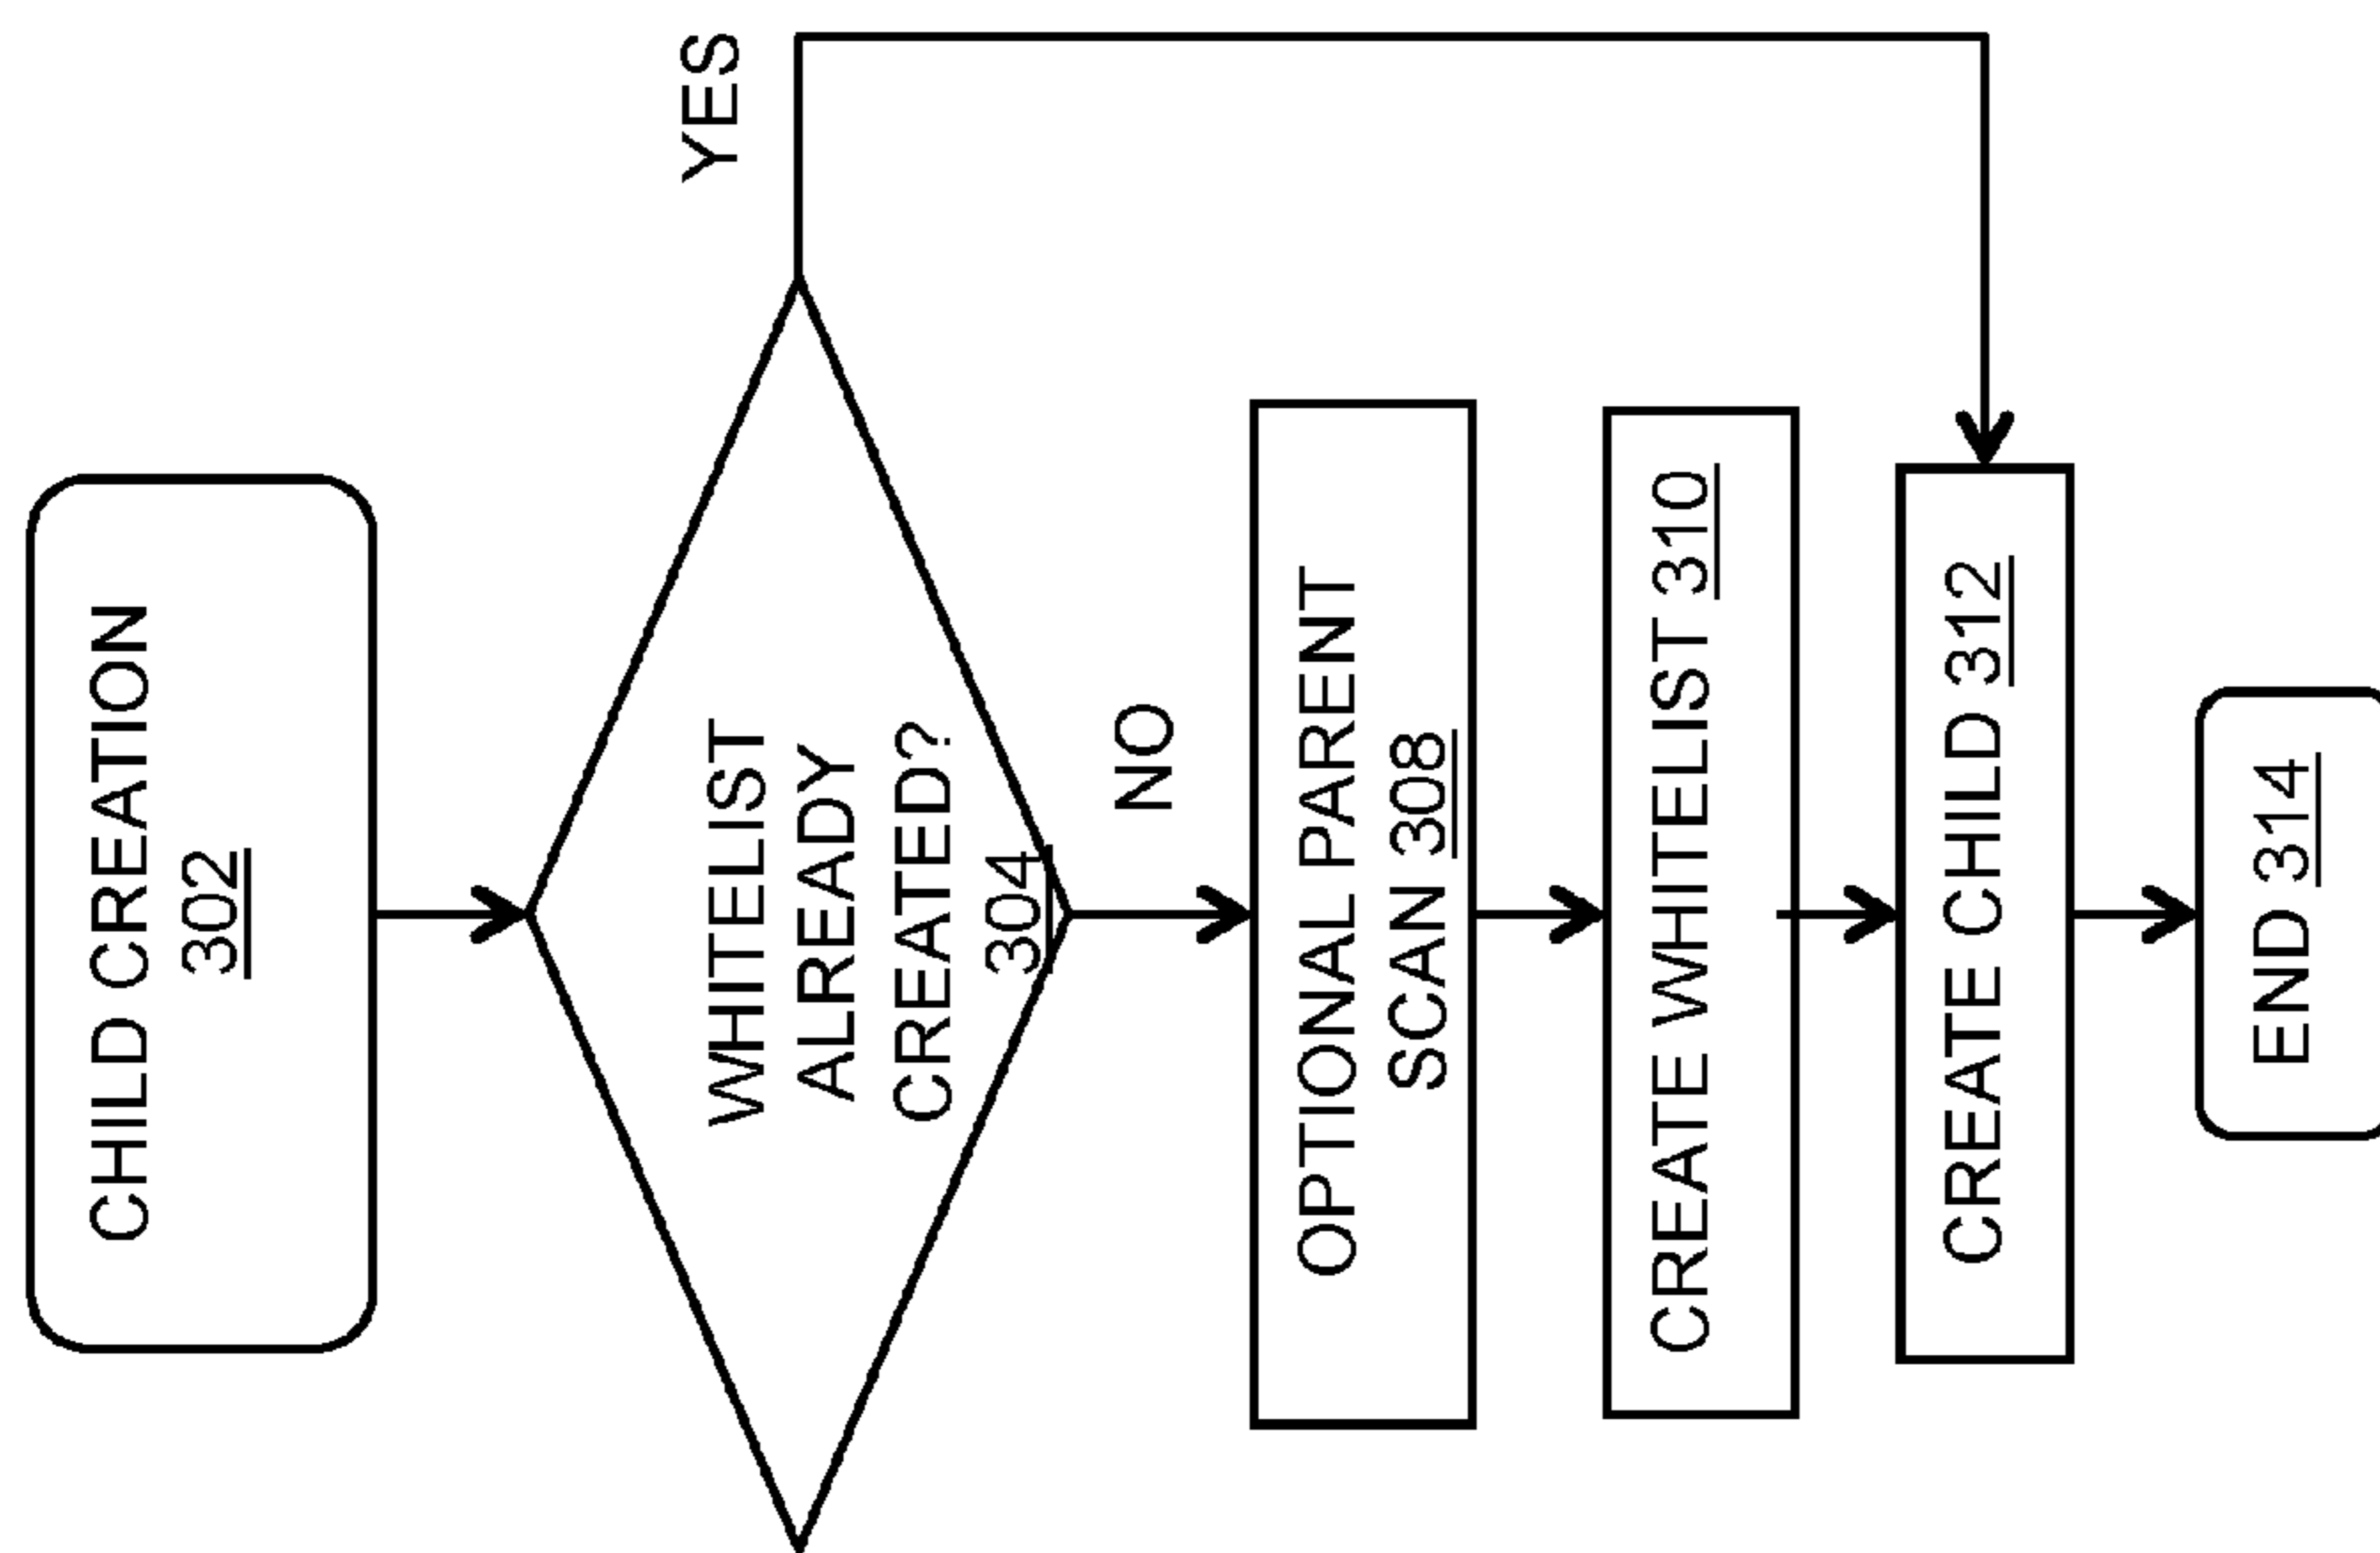 CHILD CREATION
302
WHITELIST
ALREADY
CREATED?
304
YES
NO
OPTIONAL PARENT
SCAN 308
CREATE WHITELIST 310
CREATE CHILD 312
END 314